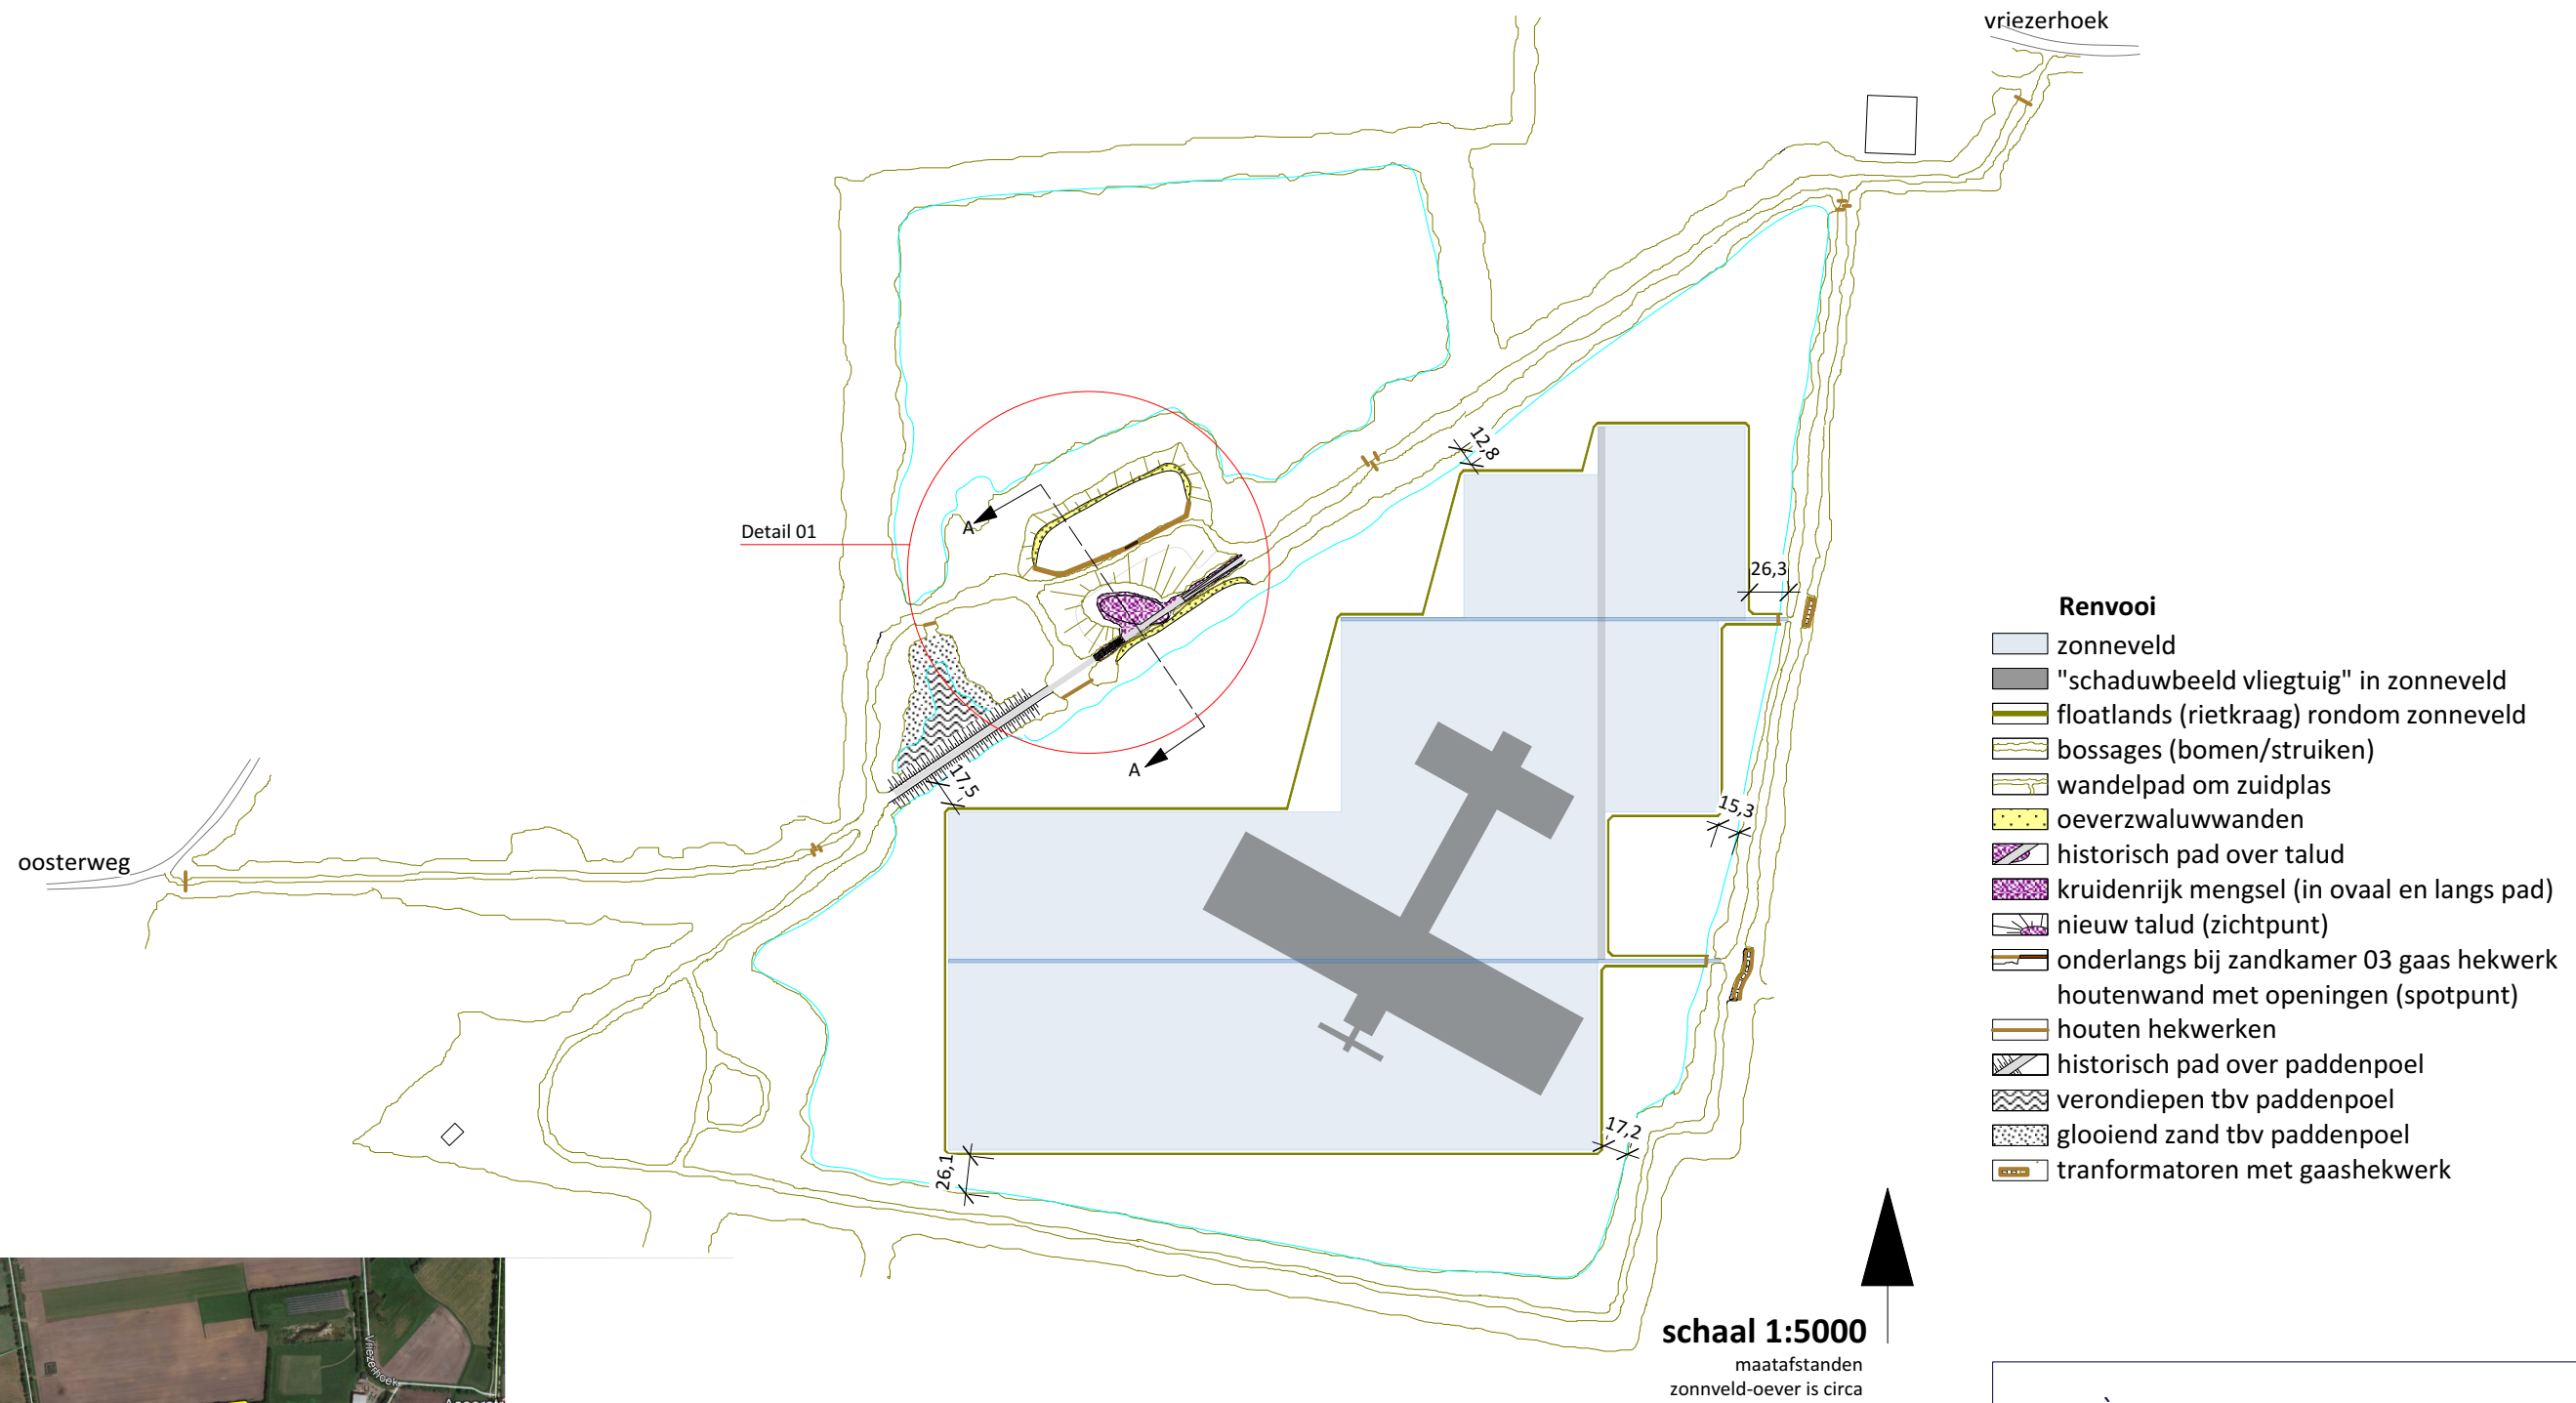 vriezerhoek
12,8
Detail 01
A
26,3
A
17,5
15,3
oosterweg
17,2
26,1
Renvooi
zonneveld
"schaduwbeeld vliegtuig" in zonneveld
floatlands (rietkraag) rondom zonneveld
bossages (bomen/struiken)
wandelpad om zuidplas
oeverzwaluwwanden
historisch pad over talud
kruidenrijk mengsel (in ovaal en langs pad)
nieuw talud (zichtpunt)
onderlangs bij zandkamer 03 gaas hekwerk
houtenwand met openingen (spotpunt)
houten hekwerken
historisch pad over paddenpoel
verondiepen tbv paddenpoel
glooiend zand tbv paddenpoel
tranformatoren met gaashekwerk
schaal 1:5000
maatafstanden
zonnveld-oever is circa
Vriezerhoek